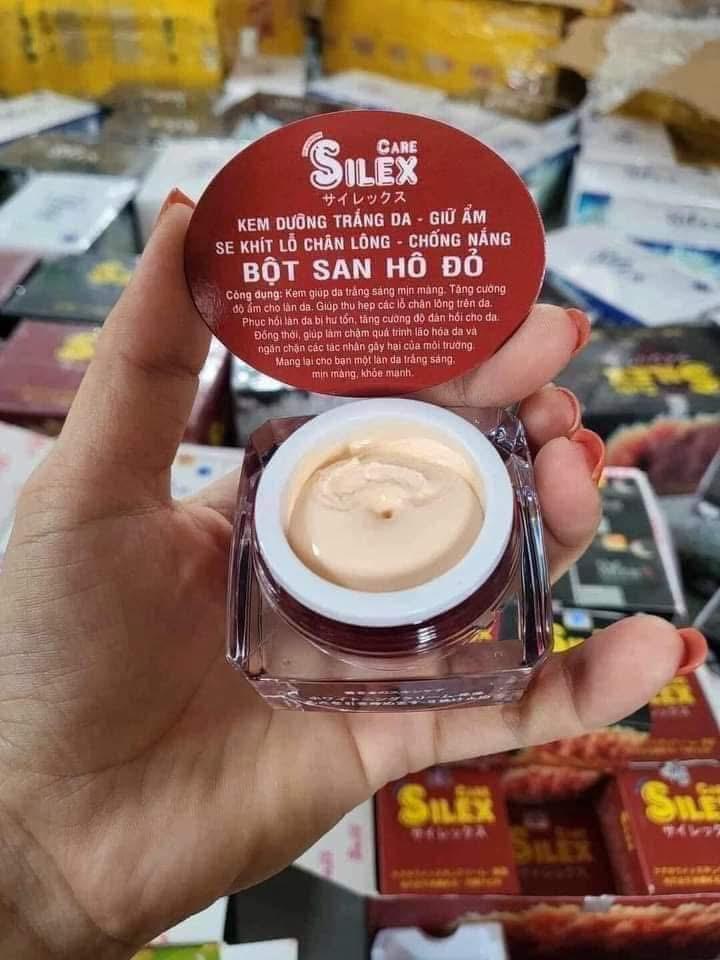 CARE
SILEX
サイレックス
KEM DƯỠNG TRẮNG DA - GIỮ ẨM
SE KHÍT LỖ CHÂN LÔNG - CHỐNG NẮNG
BỘT SAN HÔ ĐỎ
Công dụng: Kem giúp da trắng sáng mịn màng. Tăng cường
độ ẩm cho làn da. Giúp thu hẹp các lỗ chân lông trên da.
Phục hồi làn da bị hư tổn, tăng cường độ đàn hồi cho da.
Đồng thời, giúp làm chậm quá trình lão hóa da và
ngăn chặn các tác nhân gây hại của môi trường.
Mang lại cho bạn một làn da trắng sáng,
mịn màng, khỏe mạnh.
SILEX
CARE
SILEX
サイレックス
CARE
SILEX
CARE
SILEX
サイレックス